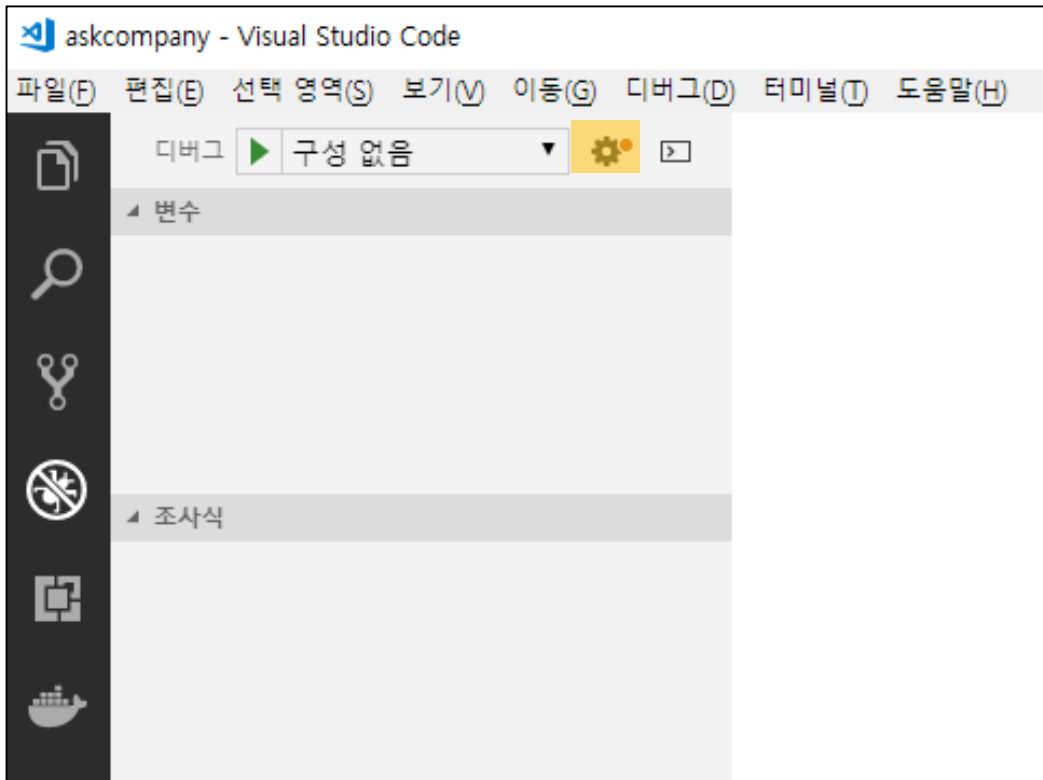 askcompany - Visual Studio Code
파일(F) 편집(E) 선택 영역(S) 보기(V) 이동(G) 디버그(D) 터미널(T) 도움말(H)
디버그 구성 없음
변수
조사식